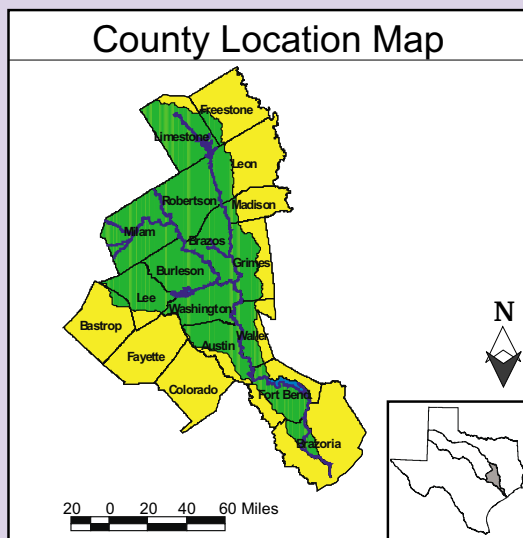 County Location Map
Freestone
Limestone
Leon
Robertson
Madison
Milam
Brazos
Grimes
Burleson
Lee
Washington
Bastrop
Waller
Austin
Fayette
Colorado
Fort Bend
Brazoria
N
20 0 20 40 60 Miles